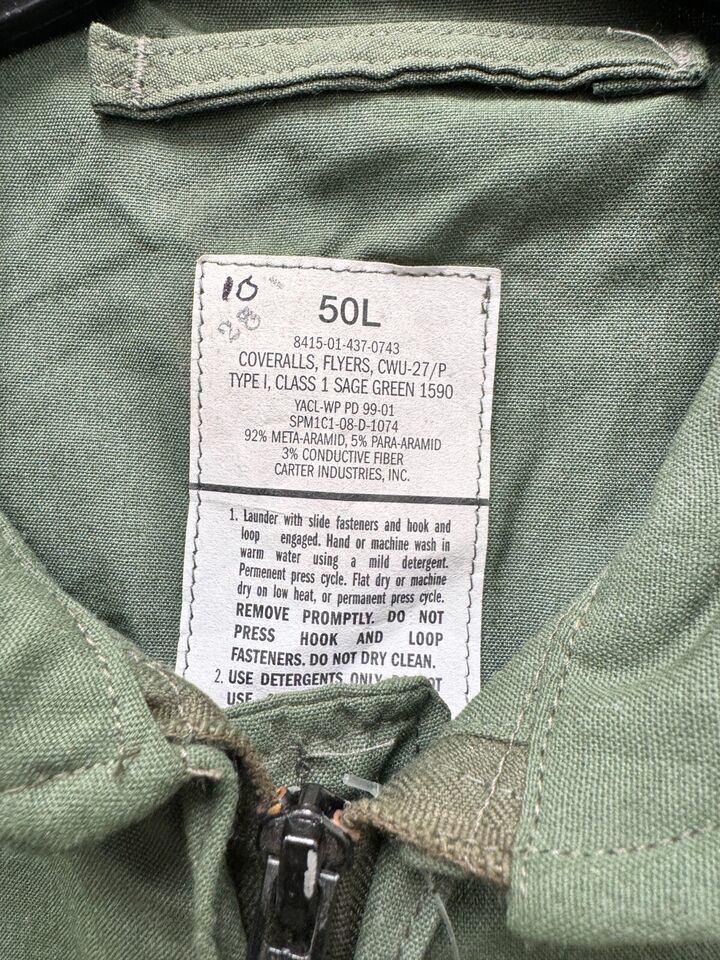 10
28
50L
8415-01-437-0743
COVERALLS, FLYERS, CWU-27/P
TYPE I, CLASS 1 SAGE GREEN 1590
YACL-WP PD 99-01
SPM1C1-08-D-1074
92% META-ARAMID, 5% PARA-ARAMID
3% CONDUCTIVE FIBER
CARTER INDUSTRIES, INC.
1. Launder with slide fasteners and hook and
loop engaged. Hand or machine wash in
warm water using a mild detergent.
Permenent press cycle. Flat dry or machine
dry on low heat, or permanent press cycle.
REMOVE PROMPTLY. DO NOT
PRESS HOOK AND LOOP
FASTENERS. DO NOT DRY CLEAN.
2. USE DETERGENTS ONLY
USE